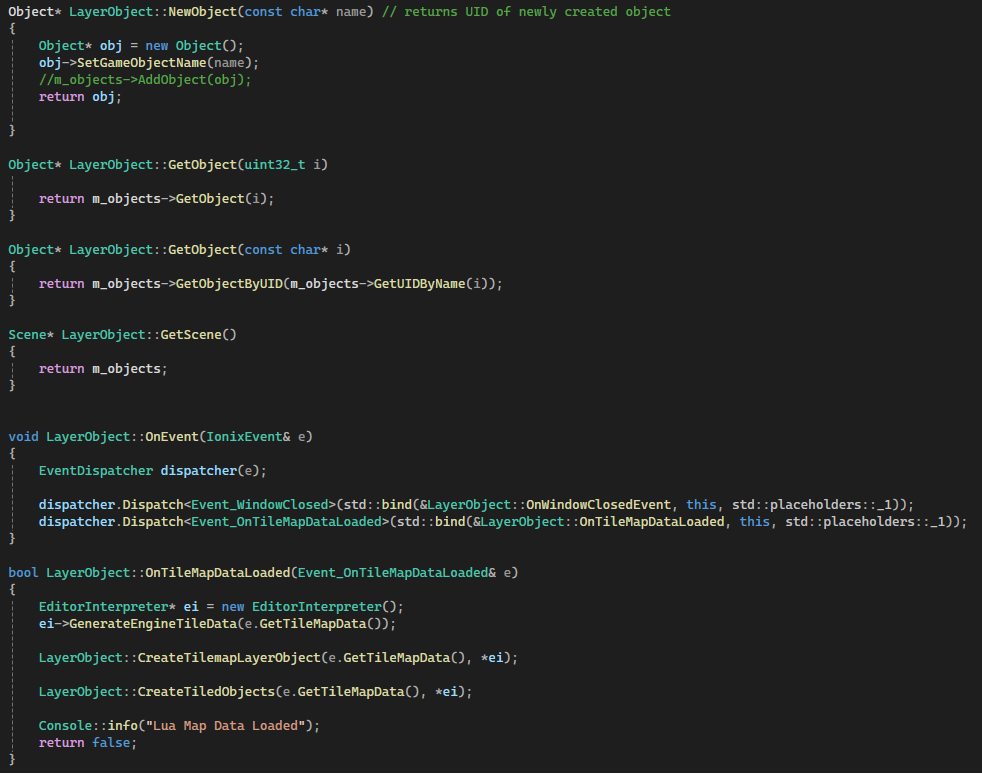 Object* LayerObject::NewObject(const char* name) // returns UID of newly created object
{
Object* obj = new Object();
obj->SetGameObjectName(name);
//m_objects->AddObject(obj);
return obj;
}
Object* LayerObject::GetObject(uint32_t i)
return m_objects->GetObject(i);
}
Object* LayerObject::GetObject(const char* i)
{
return m_objects->GetObjectByUID(m_objects->GetUIDByName(i));
}
Scene* LayerObject::GetScene()
{
return m_objects;
}
void LayerObject::OnEvent(IonixEvent& e)
{
EventDispatcher dispatcher(e);
dispatcher.Dispatch<Event_WindowClosed>(std::bind(&LayerObject::OnWindowClosedEvent, this, std::placeholders::_1));
dispatcher.Dispatch<Event_OnTileMapDataLoaded>(std::bind(&LayerObject::OnTileMapDataLoaded, this, std::placeholders::_1));
}
bool LayerObject::OnTileMapDataLoaded(Event_OnTileMapDataLoaded& e)
{
EditorInterpreter* ei = new EditorInterpreter();
ei->GenerateEngineTileData(e.GetTileMapData());
LayerObject::CreateTilemapLayerObject(e.GetTileMapData(), *ei);
LayerObject::CreateTiledObjects(e.GetTileMapData(), *ei);
Console::info("Lua Map Data Loaded");
return false;
}